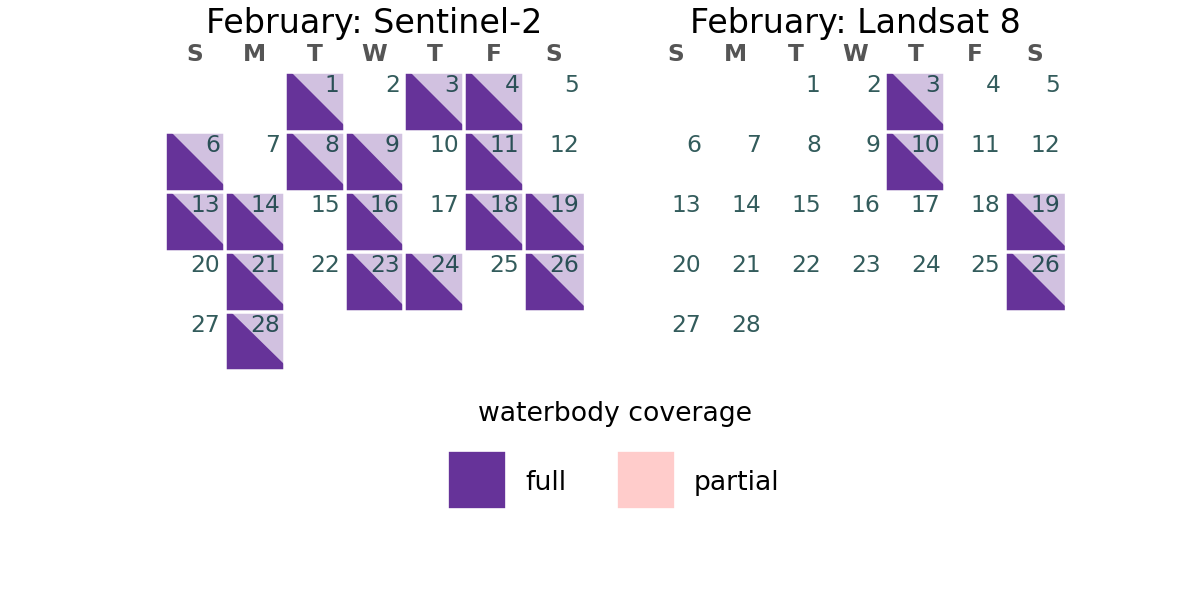 February: Sentinel-2
S M T W T F S
1 2 3 4 5
6 7 8 9 10 11 12
13 14 15 16 17 18 19
20 21 22 23 24 25 26
27 28
February: Landsat 8
S M T W T F S
1 2 3 4 5
6 7 8 9 10 11 12
13 14 15 16 17 18 19
20 21 22 23 24 25 26
27 28
waterbody coverage
full partial